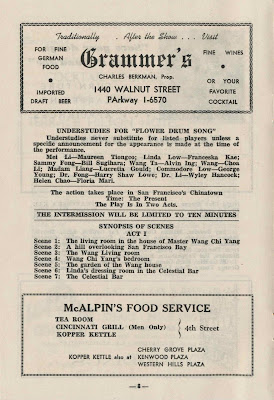 Traditionally . After the Show . . . Visit
FOR FINE GERMAN FOOD
Grammer's
FINE WINES
CHARLES BERKMAN, Prop.
IMPORTED DRAFT BEER
1440 WALNUT STREET
PArkway 1-6570
OR YOUR FAVORITE COCKTAIL
UNDERSTUDIES FOR "FLOWER DRUM SONG"
Understudies never substitute for listed players unless a
specific announcement for the appearance is made at the time of
the performance.
Mei Li—Maureen Tiongco; Linda Low—Franceska Kae;
Sammy Fong—Bill Sugihara; Wang Ta—Alvin Ing; Wang—Chao
Li; Madam Liang—Lucretia Gould; Commodore Low—George
Young; Dr. Fong—Harry Shaw Lowe; Dr. Li—Wyley Hancock;
Helen Chao—Floria Mari.
The action takes place in San Francisco's Chinatown
Time: The Present
The Play Is in Two Acts.
THE INTERMISSION WILL BE LIMITED TO TEN MINUTES
SYNOPSIS OF SCENES
ACT I
Scene 1: The living room in the house of Master Wang Chi Yang
Scene 2: A hill overlooking San Francisco Bay
Scene 3: The Wang Living room
Scene 4: Wang Chi Yang's bedroom
Scene 5: The garden of the Wang house
Scene 6: Linda's dressing room in the Celestial Bar
Scene 7: The Celestial Bar
McALPIN'S FOOD SERVICE
TEA ROOM
CINCINNATI GRILL (Men Only)
KOPPER KETTLE
4th Street
KOPPER KETTLE also at
CHERRY GROVE PLAZA
KENWOOD PLAZA
WESTERN HILLS PLAZA